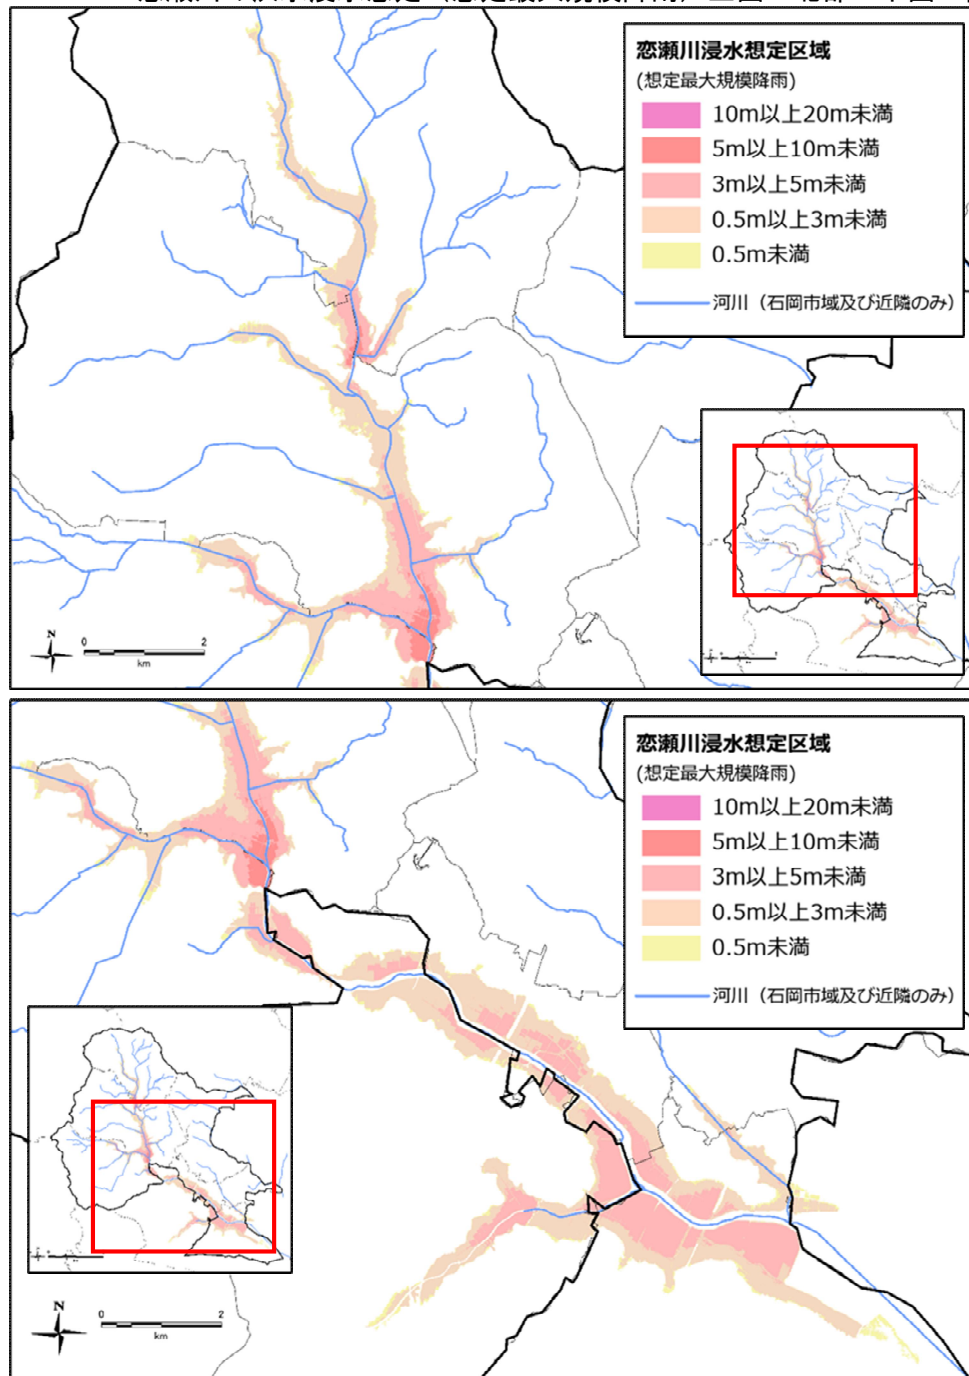 恋瀬川浸水想定区域
(想定最大規模降雨)
10m以上20m未満
5m以上10m未満
3m以上5m未満
0.5m以上3m未満
0.5m未満
河川（石岡市域及び近隣のみ）
N
0 2
km
恋瀬川浸水想定区域
(想定最大規模降雨)
10m以上20m未満
5m以上10m未満
3m以上5m未満
0.5m以上3m未満
0.5m未満
河川（石岡市域及び近隣のみ）
N
0 2
km